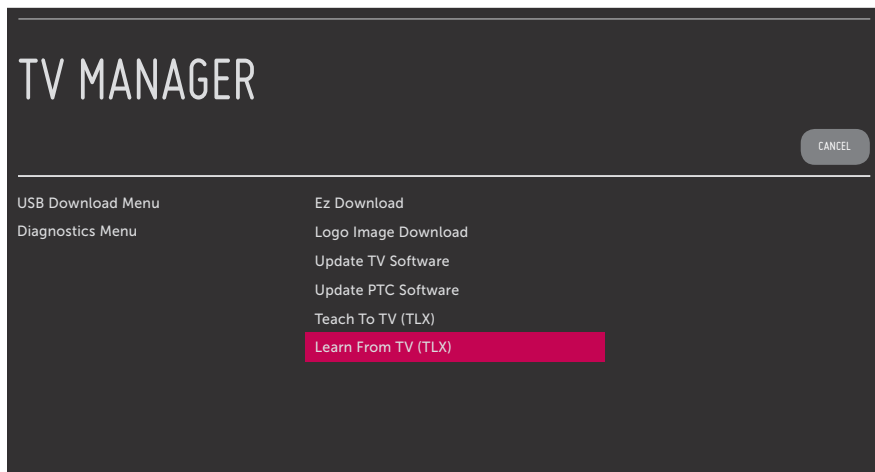 TV MANAGER
CANCEL
USB Download Menu
Diagnostics Menu
Ez Download
Logo Image Download
Update TV Software
Update PTC Software
Teach To TV (TLX)
Learn From TV (TLX)